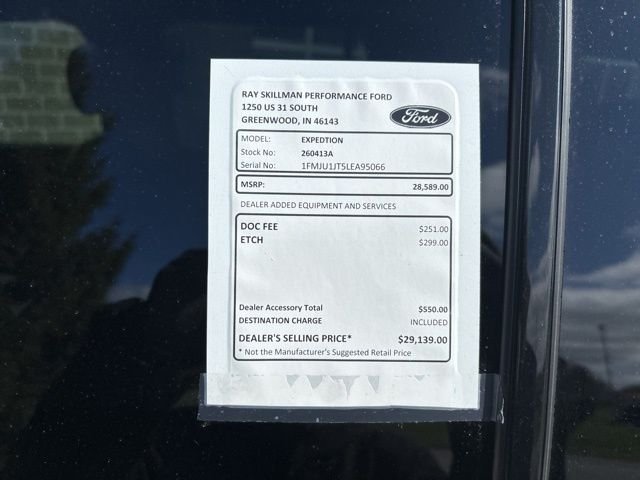 RAY SKILLMAN PERFORMANCE FORD
1250 US 31 SOUTH
GREENWOOD, IN 46143
Ford
MODEL: EXPEDTION
Stock No: 260413A
Serial No: 1FMJU1JT5LEA95066
MSRP: 28,589.00
DEALER ADDED EQUIPMENT AND SERVICES
DOC FEE $251.00
ETCH $299.00
Dealer Accessory Total $550.00
DESTINATION CHARGE INCLUDED
DEALER'S SELLING PRICE* $29,139.00
* Not the Manufacturer's Suggested Retail Price